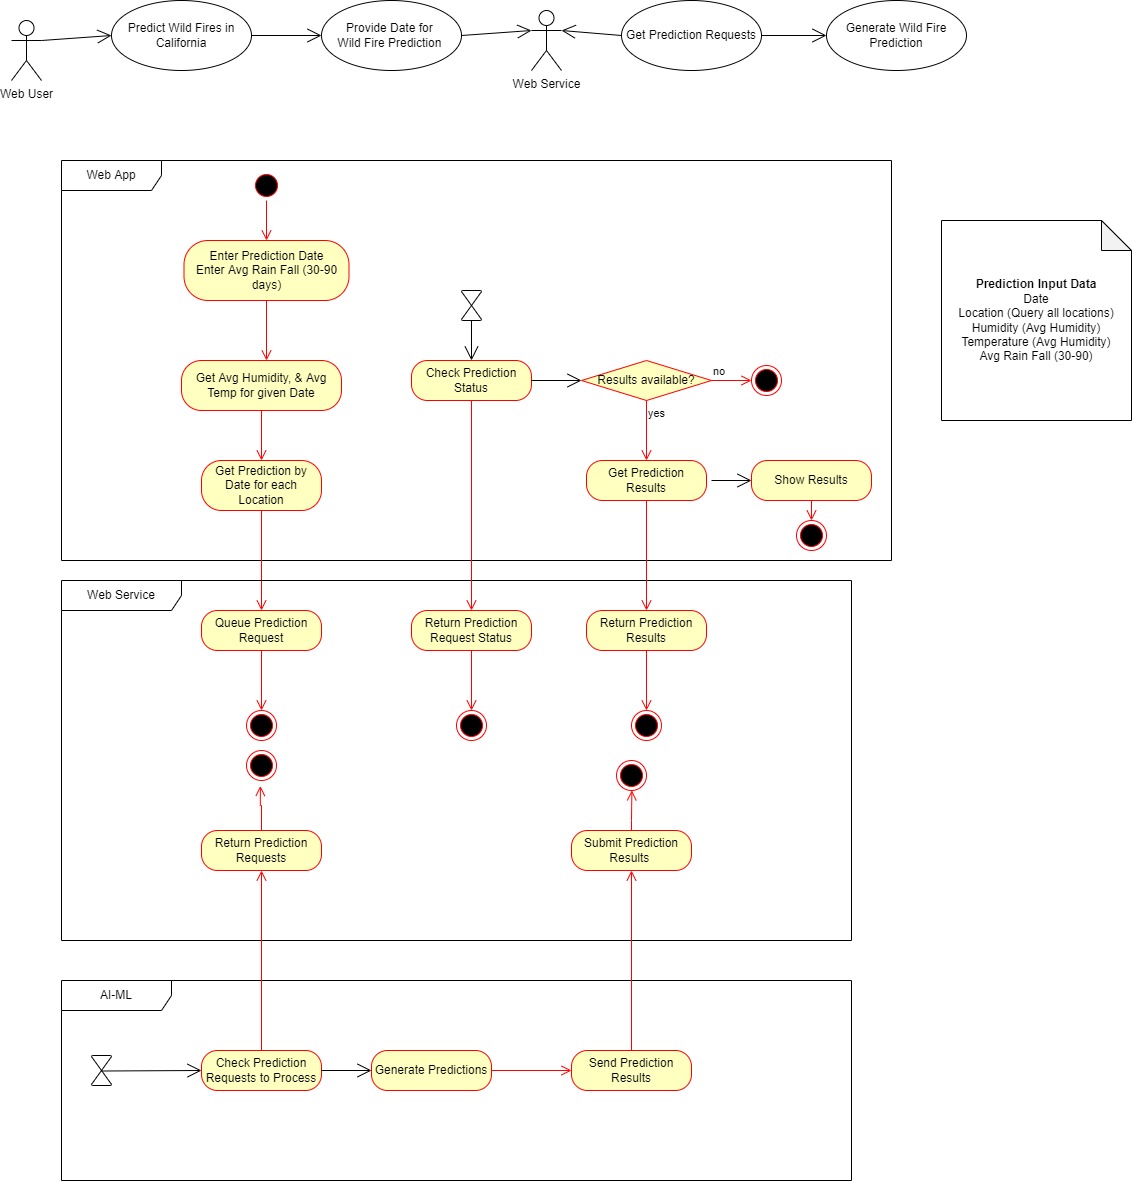 Predict Wild Fires in
California
Provide Date for
Wild Fire Prediction
Get Prediction Requests
Generate Wild Fire
Prediction
Web User
Web Service
Web App
Enter Prediction Date
Enter Avg Rain Fall (30-90
days)
Get Avg Humidity, & Avg
Temp for given Date
Get Prediction by
Date for each
Location
Check Prediction
Status
Results available?
no
yes
Get Prediction
Results
Show Results
Prediction Input Data
Date
Location (Query all locations)
Humidity (Avg Humidity)
Temperature (Avg Humidity)
Avg Rain Fall (30-90)
Web Service
Queue Prediction
Request
Return Prediction
Request Status
Return Prediction
Results
Return Prediction
Requests
Submit Prediction
Results
AI-ML
Check Prediction
Requests to Process
Generate Predictions
Send Prediction
Results